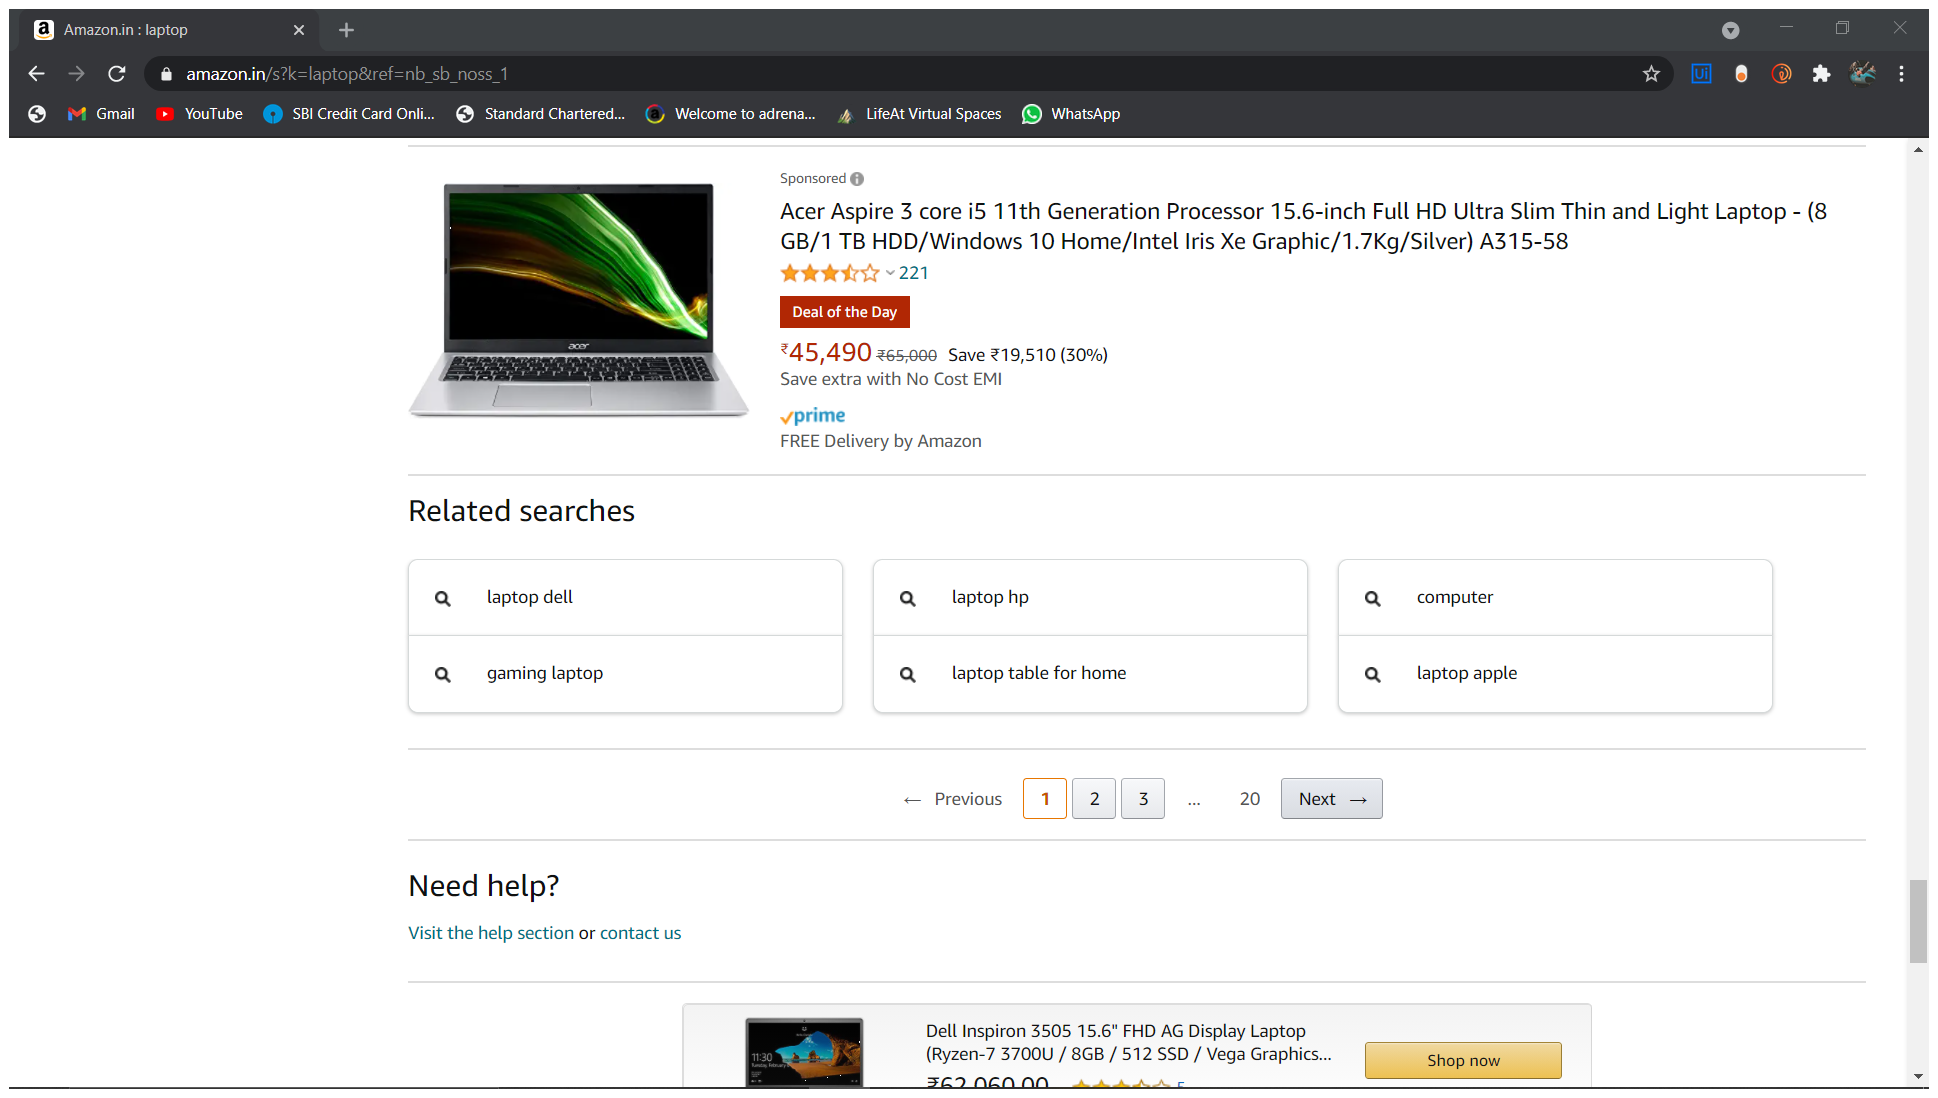 Amazon.in : laptop
amazon.in/s?k=laptop&ref=nb_sb_noss_1
Gmail YouTube SBI Credit Card Onli... Standard Chartered... Welcome to adrena... LifeAt Virtual Spaces WhatsApp
Sponsored
Acer Aspire 3 core i5 11th Generation Processor 15.6-inch Full HD Ultra Slim Thin and Light Laptop - (8
GB/1 TB HDD/Windows 10 Home/Intel Iris Xe Graphic/1.7Kg/Silver) A315-58
221
Deal of the Day
₹45,490 ₹65,000 Save ₹19,510 (30%)
Save extra with No Cost EMI
prime
FREE Delivery by Amazon
acer
Related searches
laptop dell
laptop hp
computer
gaming laptop
laptop table for home
laptop apple
← Previous 1 2 3 ... 20 Next →
Need help?
Visit the help section or contact us
Dell Inspiron 3505 15.6" FHD AG Display Laptop
(Ryzen-7 3700U / 8GB / 512 SSD / Vega Graphics...
₹62,060.00 5
Shop now
11:30